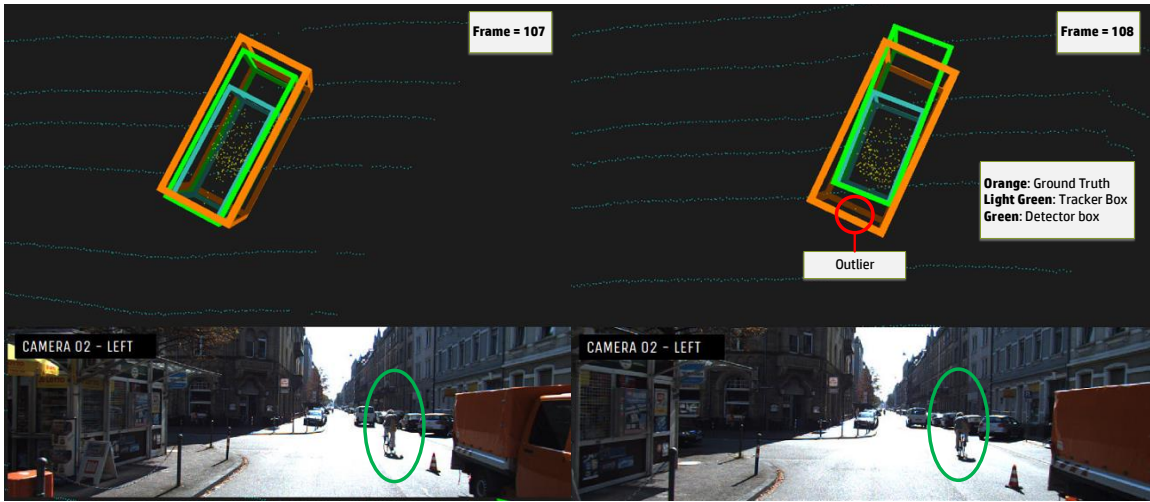 Frame = 107
Frame = 108
Orange: Ground Truth
Light Green: Tracker Box
Green: Detector box
Outlier
CAMERA 02 - LEFT
CAMERA 02 - LEFT